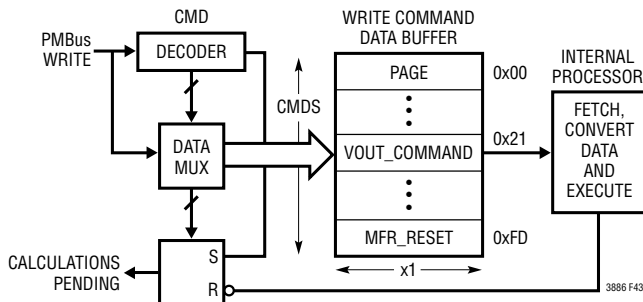 CMD
PMBus
WRITE
DECODER
DATA
MUX
CMDS
S
R
CALCULATIONS
PENDING
WRITE COMMAND
DATA BUFFER
PAGE
0x00
VOUT_COMMAND
0x21
MFR_RESET
0xFD
x1
INTERNAL
PROCESSOR
FETCH,
CONVERT
DATA
AND
EXECUTE
3886 F43